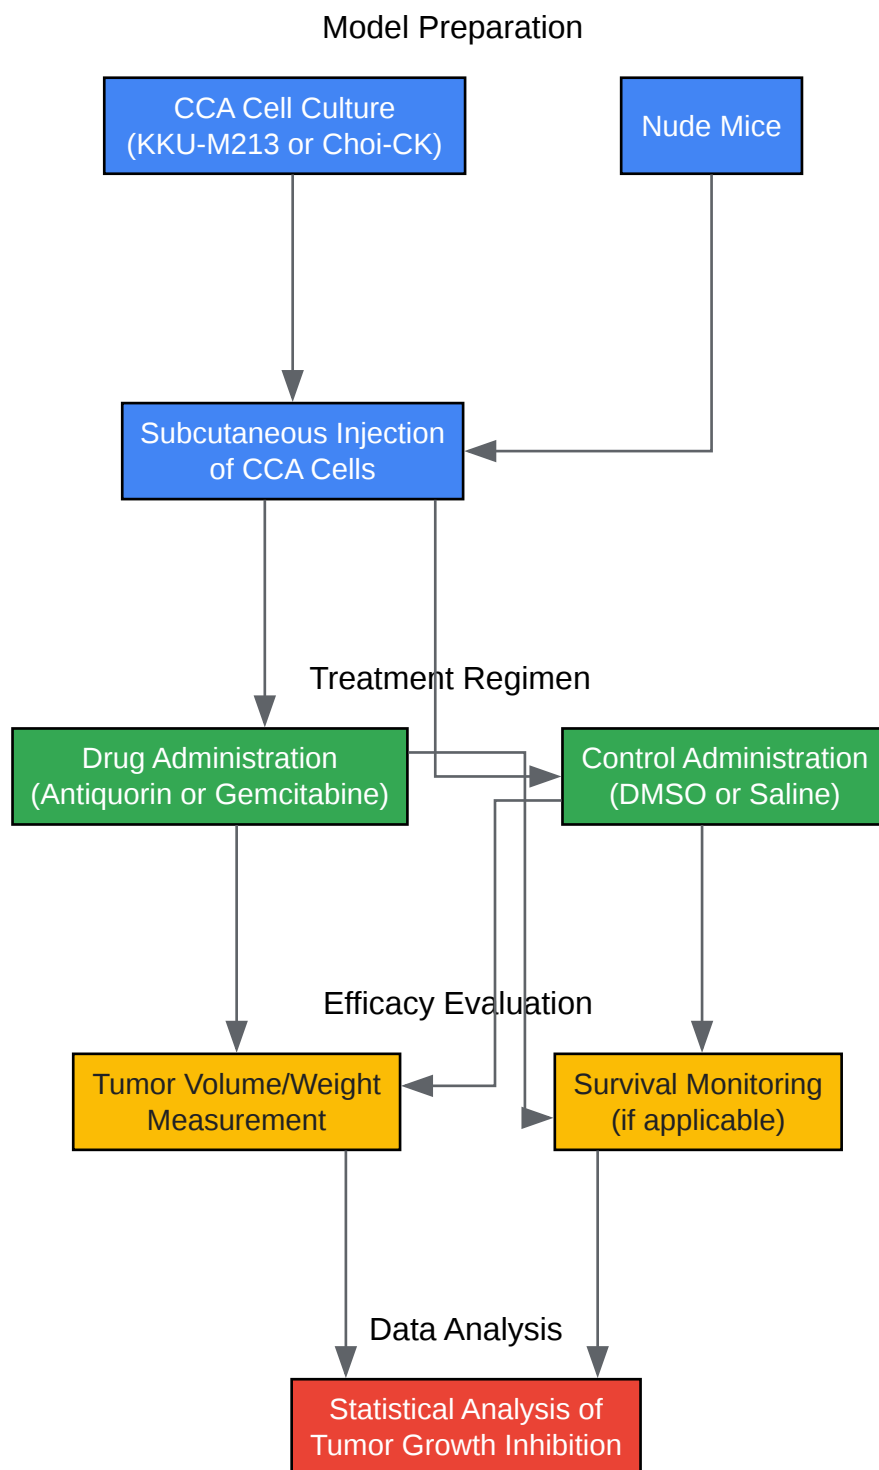 Model Preparation
CCA Cell Culture
(KKU-M213 or Choi-CK)
Nude Mice
Subcutaneous Injection
of CCA Cells
Treatment Regimen
Drug Administration
(Antiquorin or Gemcitabine)
Control Administration
(DMSO or Saline)
Efficacy Evaluation
Tumor Volume/Weight
Measurement
Survival Monitoring
(if applicable)
Data Analysis
Statistical Analysis of
Tumor Growth Inhibition